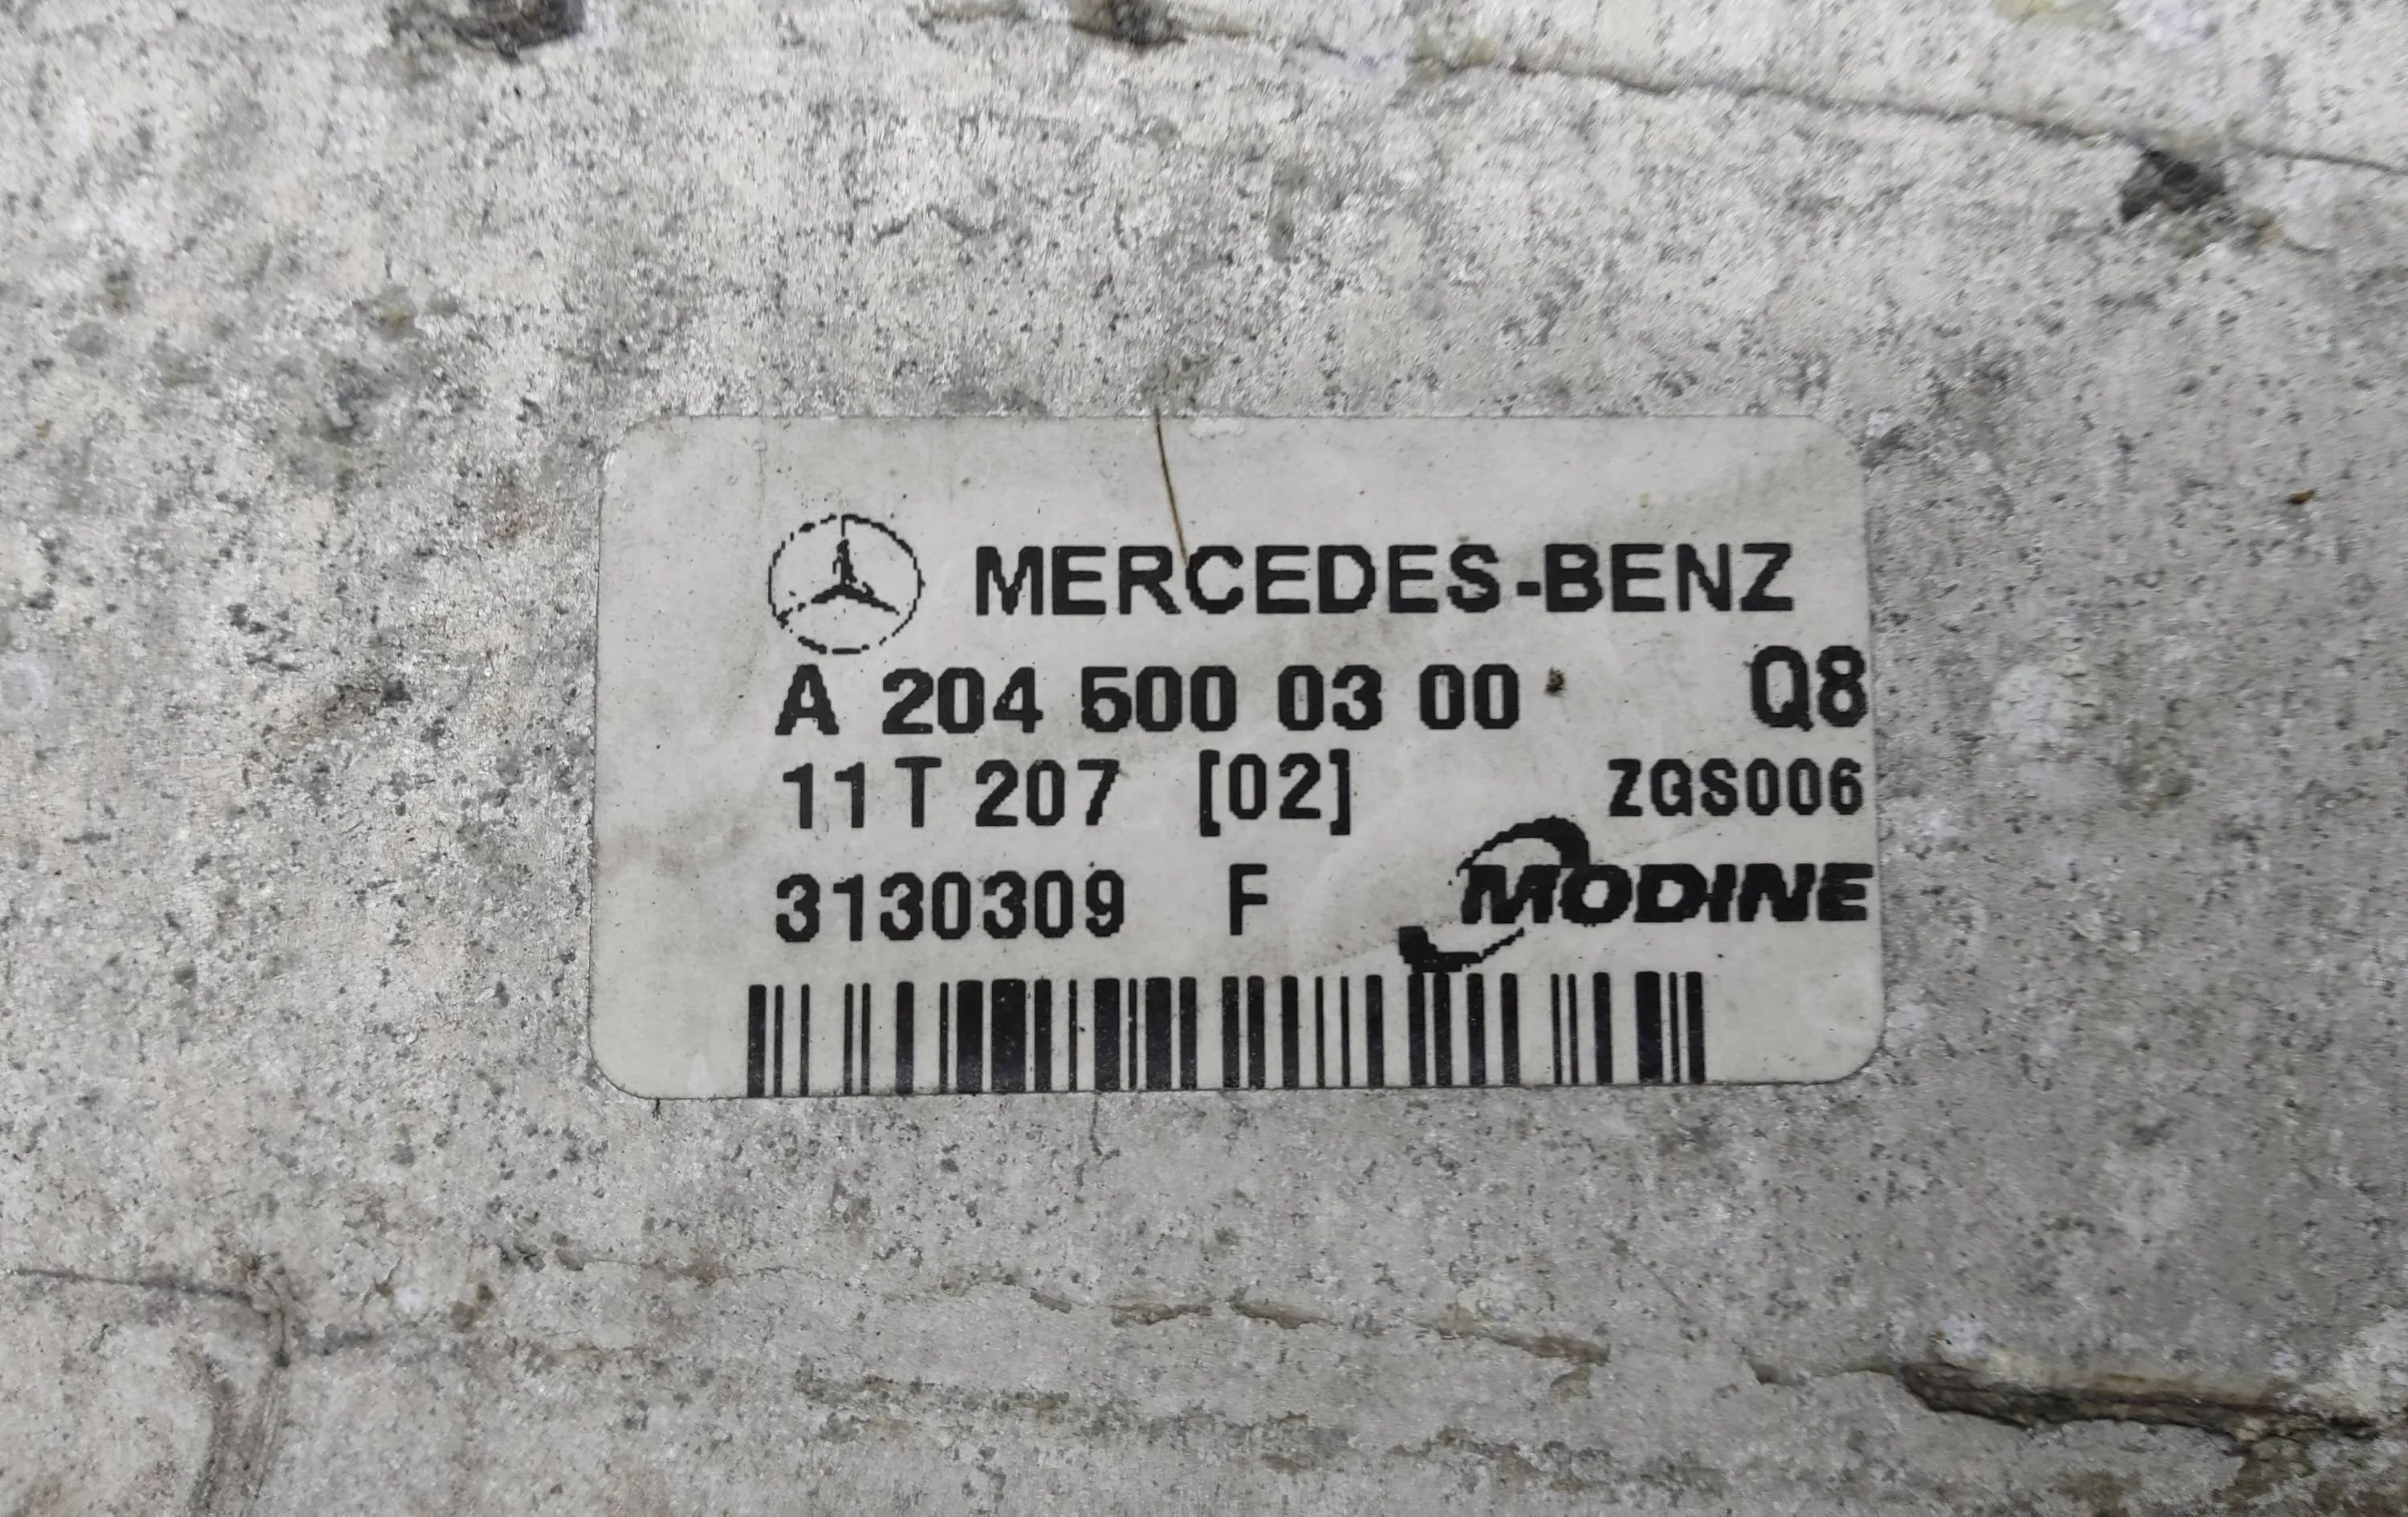 MERCEDES-BENZ
A 204 500 03 00 Q8
11 T 207 [02] ZGS006
3130309 F MODINE